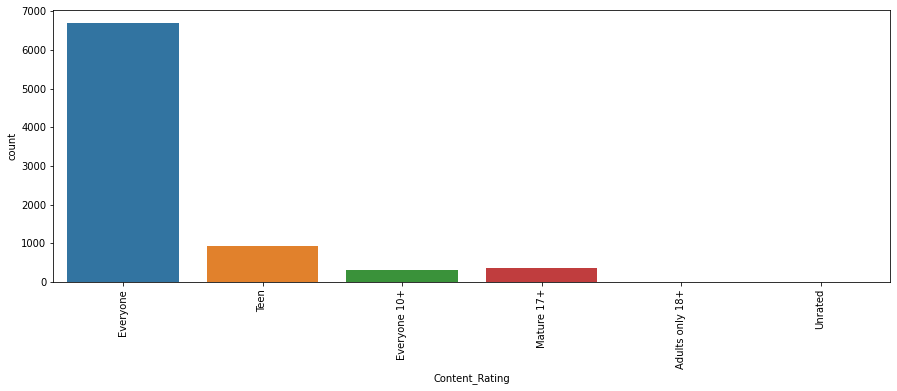 7000
6000
5000
4000
3000
2000
1000
0
count
Everyone
Teen
Everyone 10+
Mature 17+
Adults only 18+
Unrated
Content_Rating